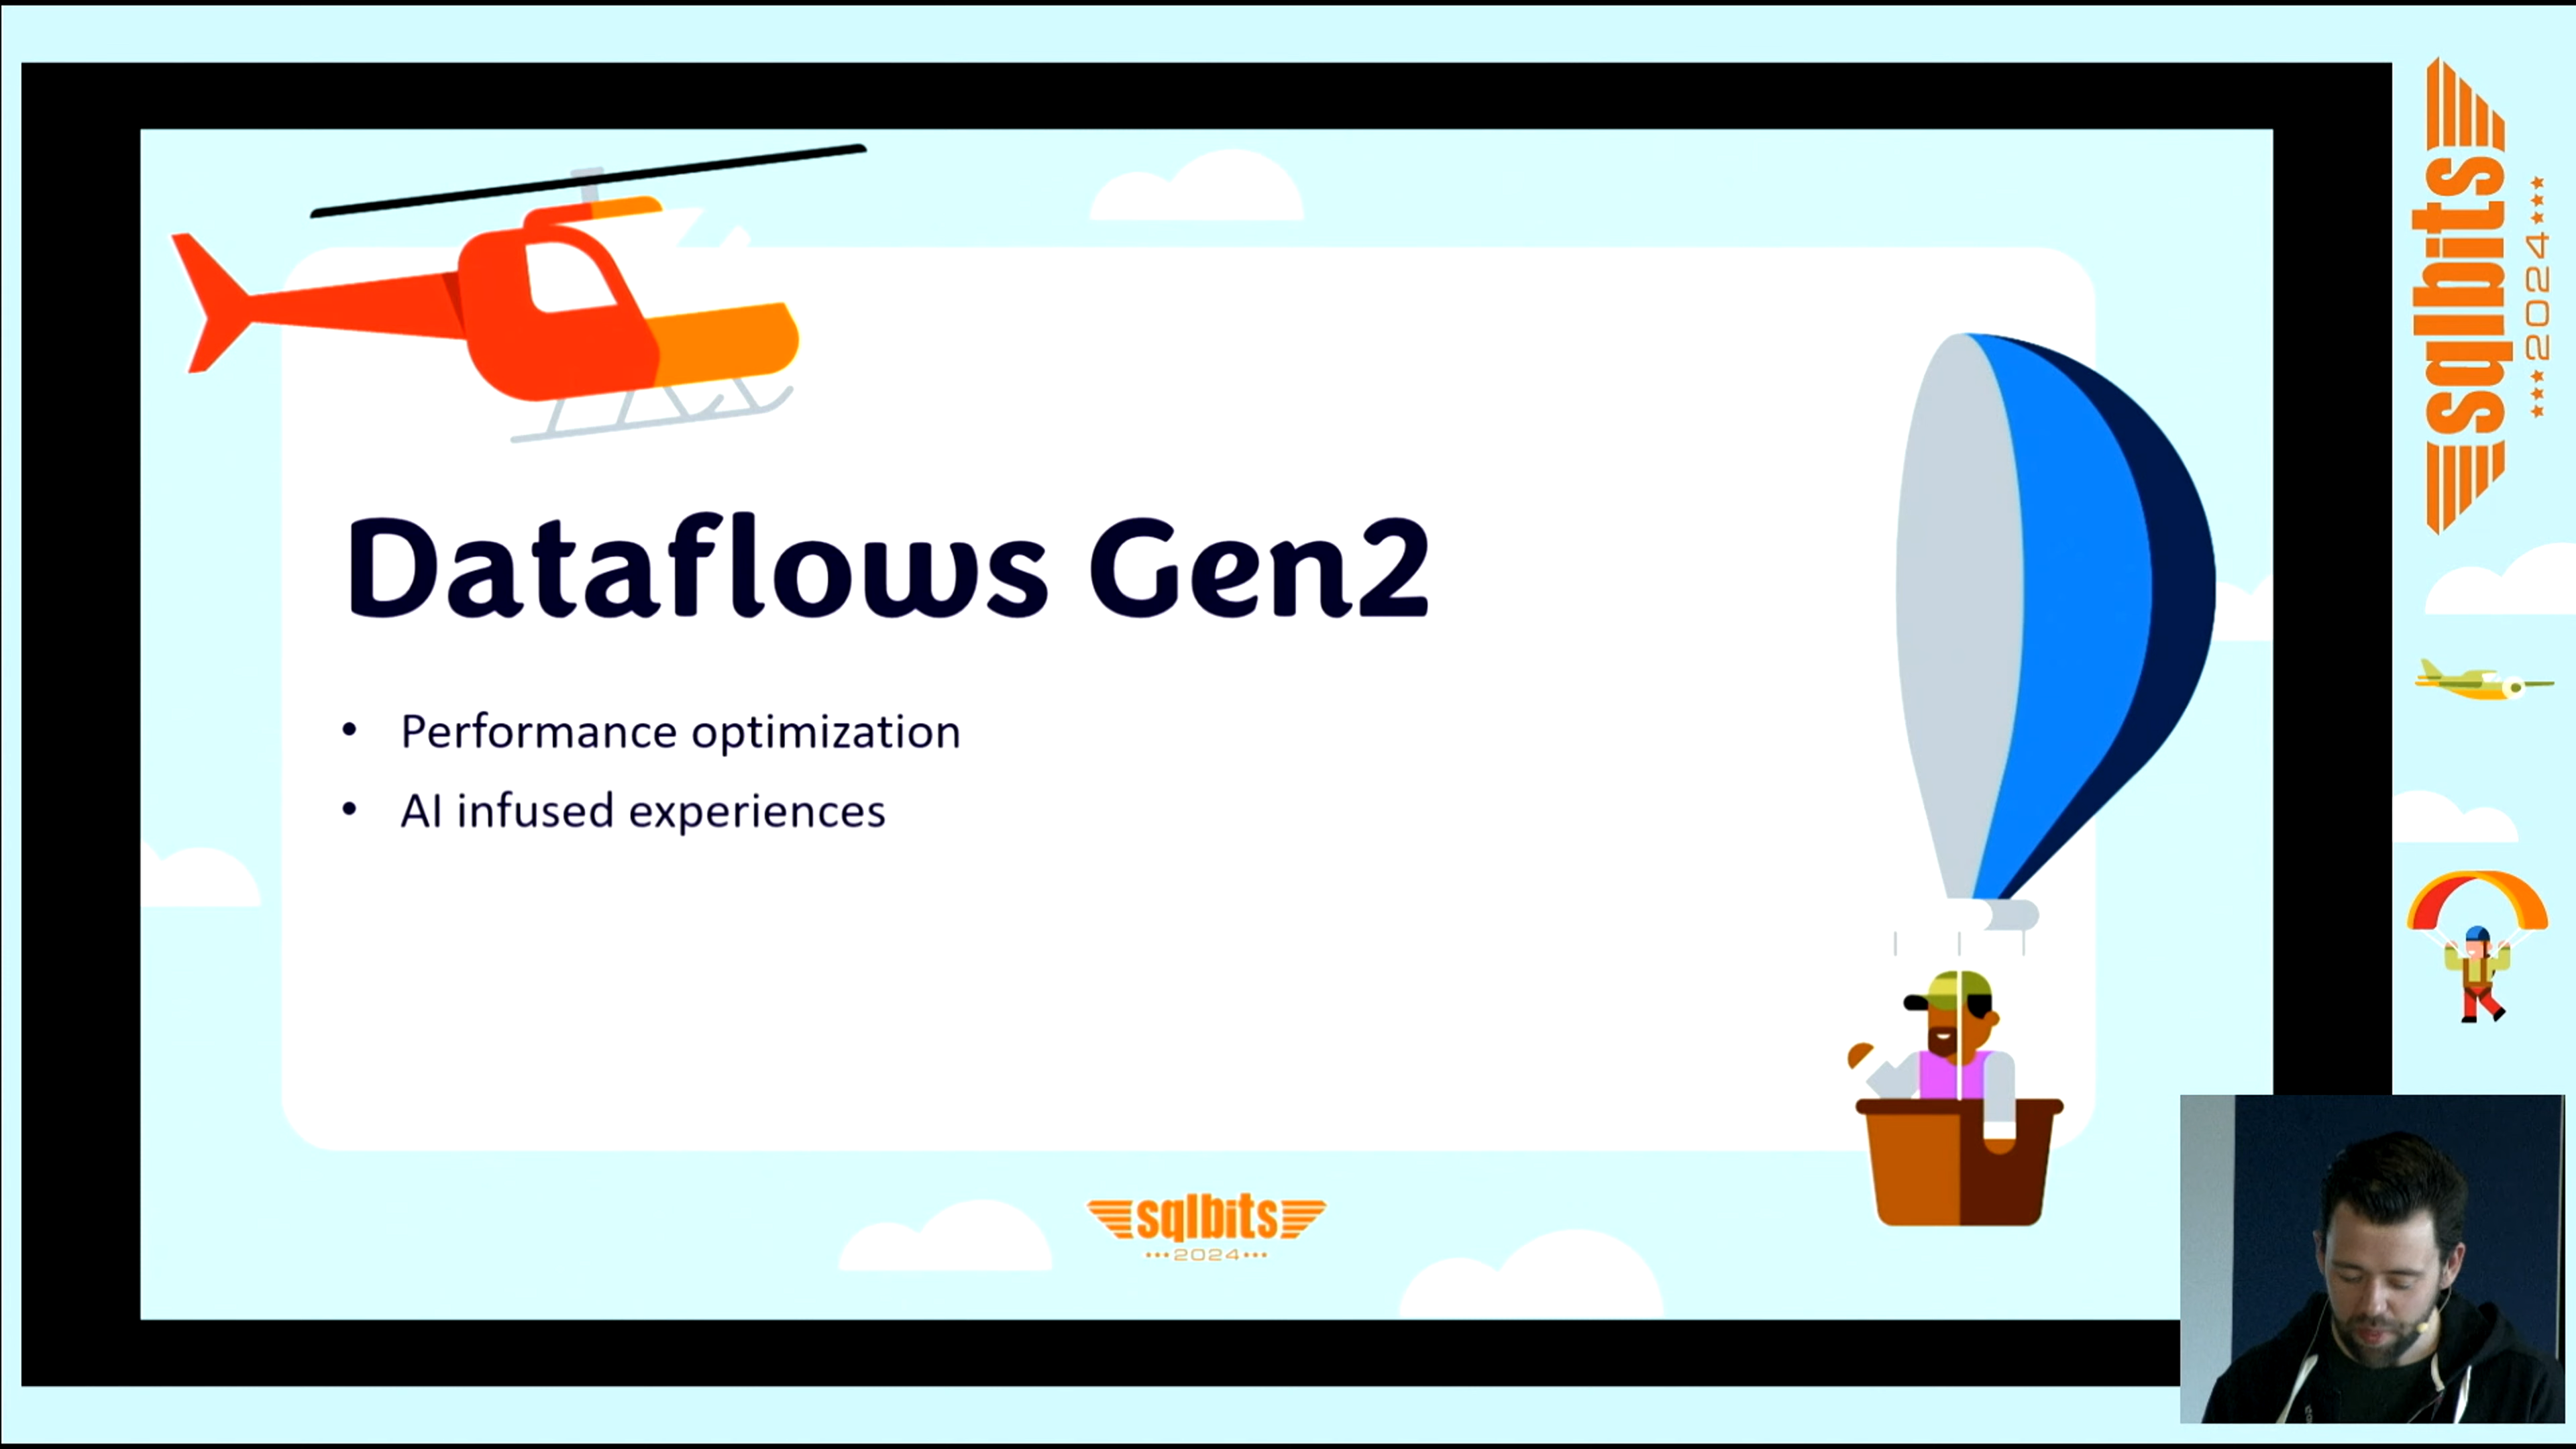 Dataflows Gen2
• Performance optimization
• AI infused experiences
sqlbits
2024
sqlbits
2024